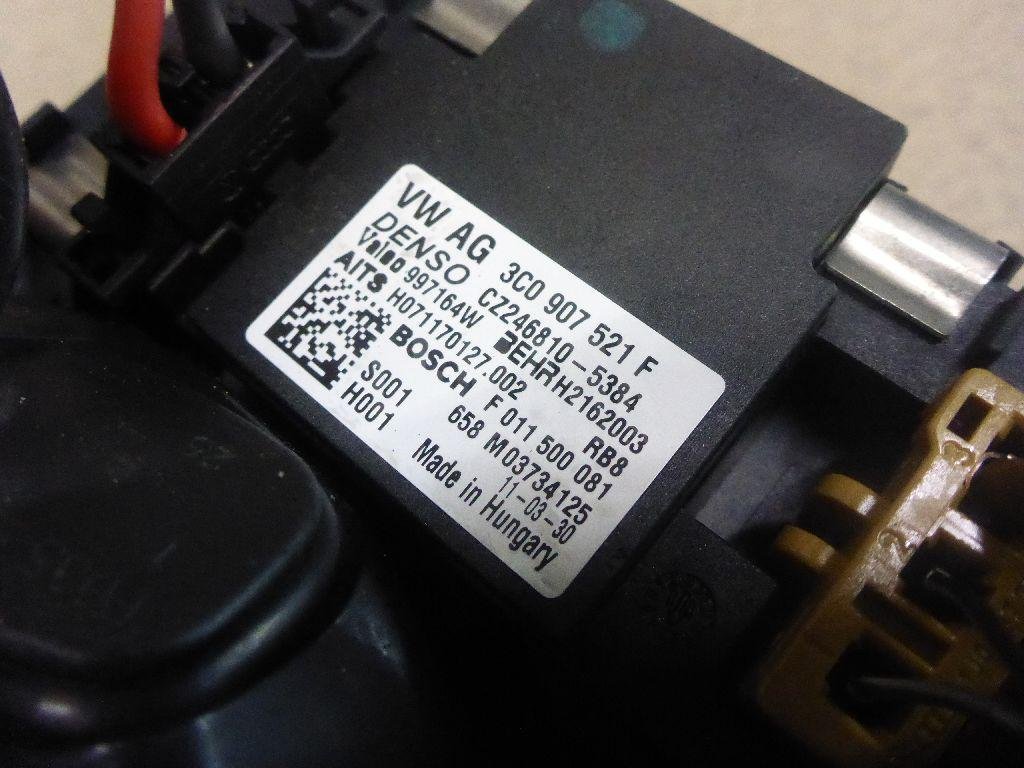 VW AG 3C0 907 521 F
DENSO CZ246810-5384
Valeo 997164W BEHR H2162003
AITS H071170127.002 RB8
BOSCH F 011 500 081
S001 658 M03734125
H001 11-03-30
Made in Hungary